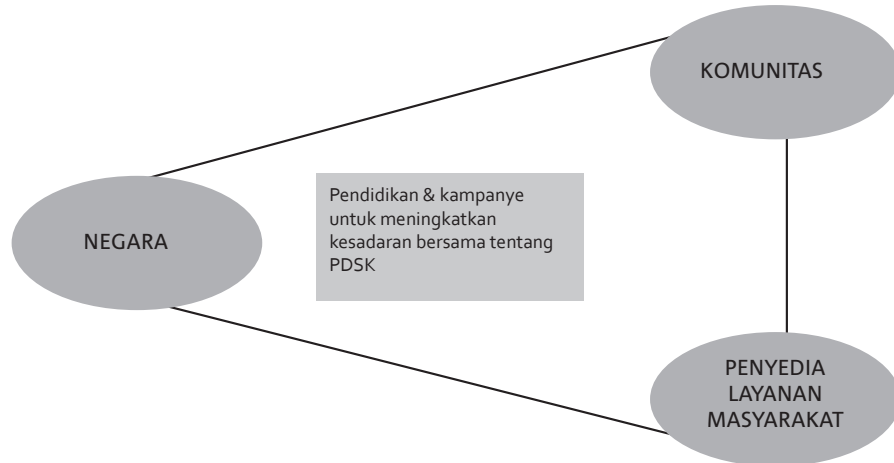 KOMUNITAS
NEGARA
Pendidikan & kampanye
untuk meningkatkan
kesadaran bersama tentang
PDSK
PENYEDIA
LAYANAN
MASYARAKAT